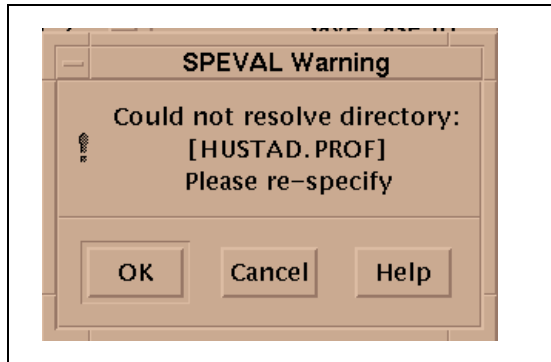 SPEVAL Warning
Could not resolve directory:
[HUSTAD.PROF]
Please re-specify
OK Cancel Help